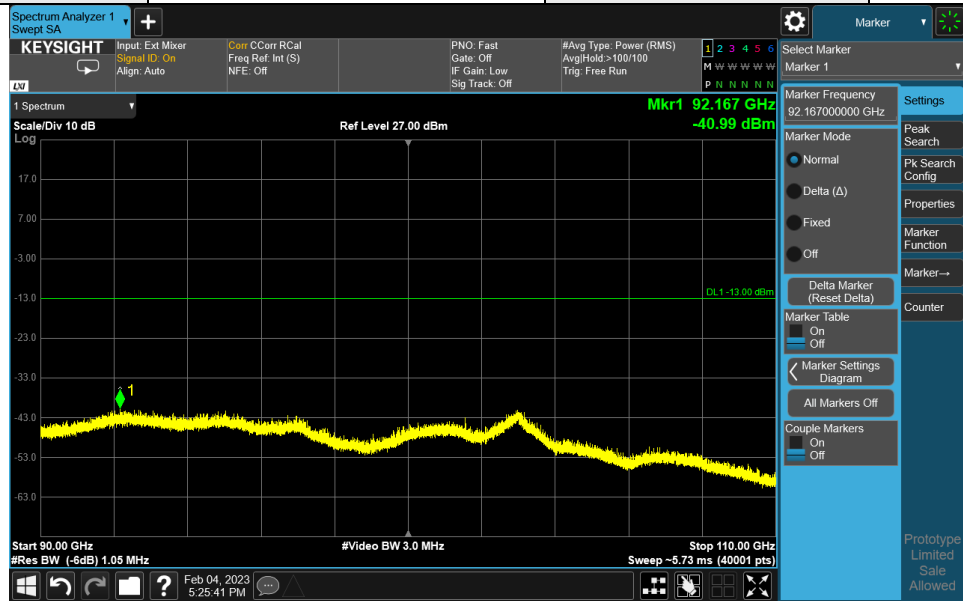 Spectrum Analyzer 1
Swept SA
Marker
KEYSIGHT
LXI
Input: Ext Mixer
Signal ID: On
Align: Auto
Corr CCorr RCal
Freq Ref: Int (S)
NFE: Off
PNO: Fast
Gate: Off
IF Gain: Low
Sig Track: Off
#Avg Type: Power (RMS)
Avg|Hold:>100/100
Trig: Free Run
1 2 3 4 5 6
M W W W W W
P N N N N N
Select Marker
Marker 1
1 Spectrum
Scale/Div 10 dB
Log
Ref Level 27.00 dBm
Mkr1 92.167 GHz
-40.99 dBm
17.0
7.00
-3.00
-13.0
-23.0
-33.0
-43.0
-53.0
-63.0
DL1 -13.00 dBm
1
Start 90.00 GHz
#Video BW 3.0 MHz
Stop 110.00 GHz
#Res BW (-6dB) 1.05 MHz
Sweep ~5.73 ms (40001 pts)
Marker Frequency
92.167000000 GHz
Marker Mode
Normal
Delta (Δ)
Fixed
Off
Delta Marker
(Reset Delta)
Marker Table
On
Off
Marker Settings
Diagram
All Markers Off
Couple Markers
On
Off
Settings
Peak
Search
Pk Search
Config
Properties
Marker
Function
Marker→
Counter
Prototype
Limited
Sale
Allowed
?
Feb 04, 2023
5:25:41 PM